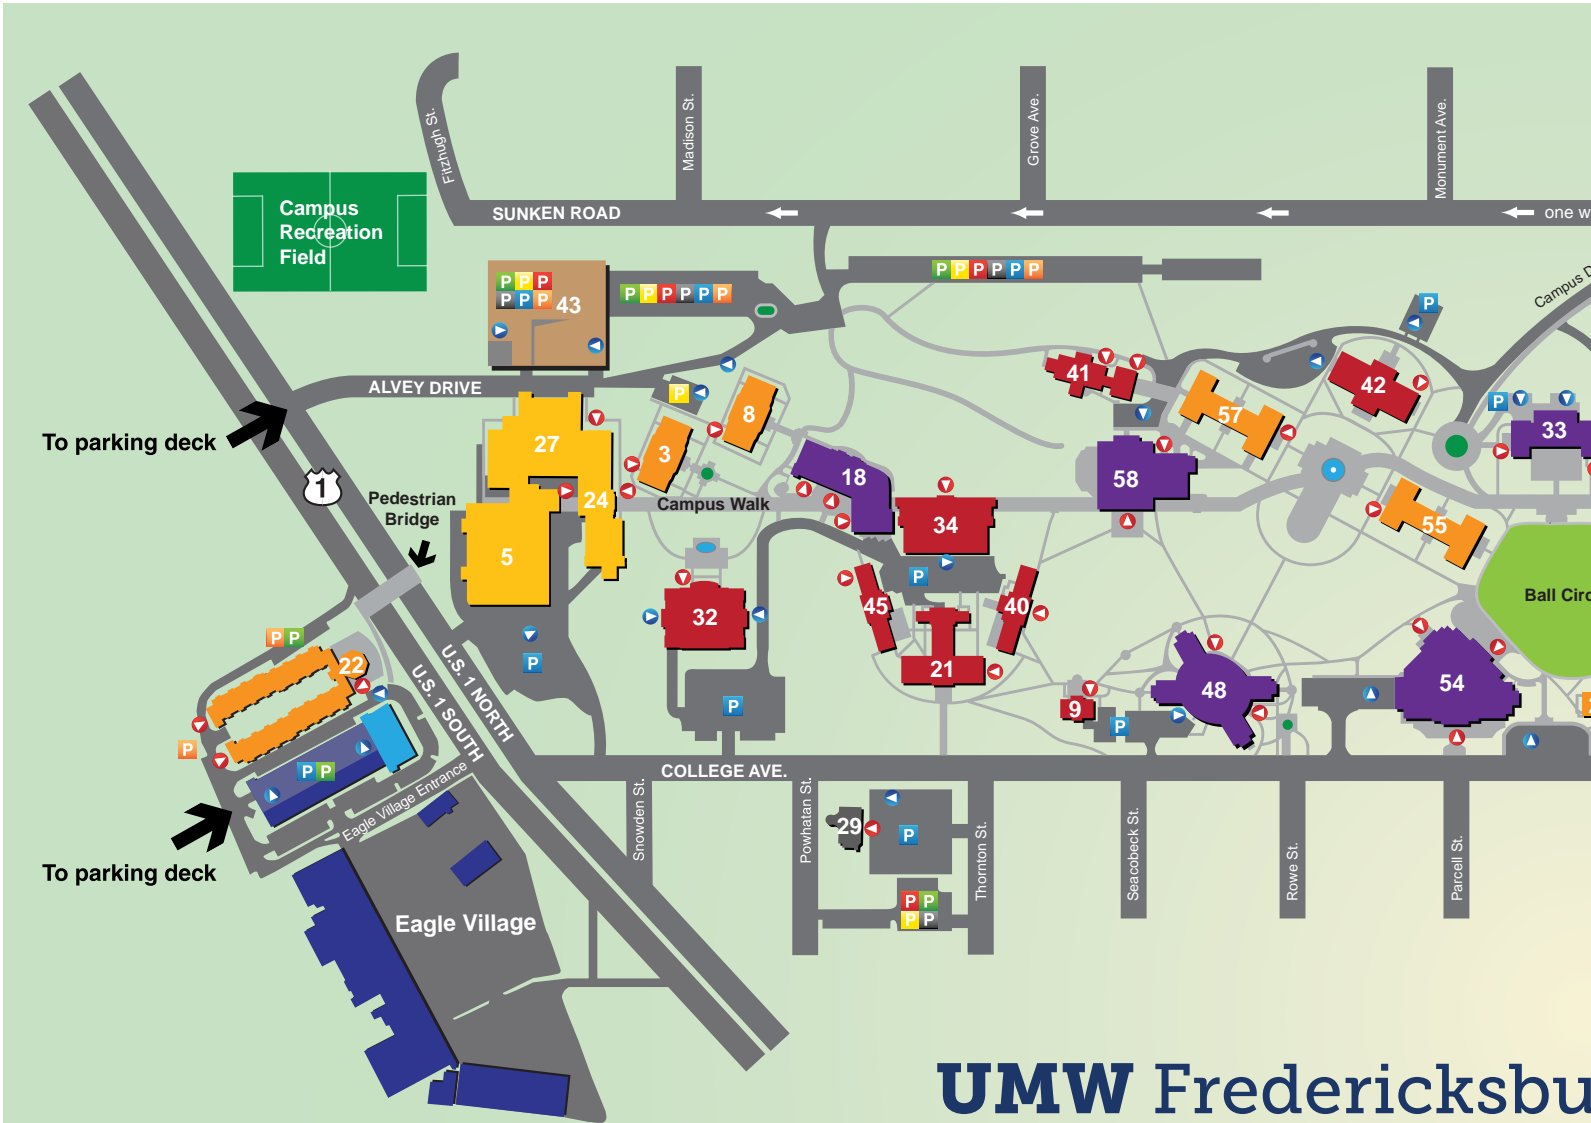 Fitzhugh St.
Madison St.
Grove Ave.
Monument Ave.
SUNKEN ROAD
one w
Campus
Recreation
Field
Campus D
P P P
P P P
43
P P P P P P
P P P P P P
P
ALVEY DRIVE
To parking deck
1
Pedestrian
Bridge
27
24
5
P
8
3
Campus Walk
18
34
41
58
57
42
P
33
55
Ball Circ
32
P
45
40
21
P
P
P P
22
P
P P
U.S. 1 NORTH
U.S. 1 SOUTH
9
P
48
54
COLLEGE AVE.
Eagle Village Entrance
To parking deck
Snowden St.
Powhatan St.
29
P
P P
P P
Thornton St.
Seacobeck St.
Rowe St.
Parcell St.
Eagle Village
UMW Fredericksbu